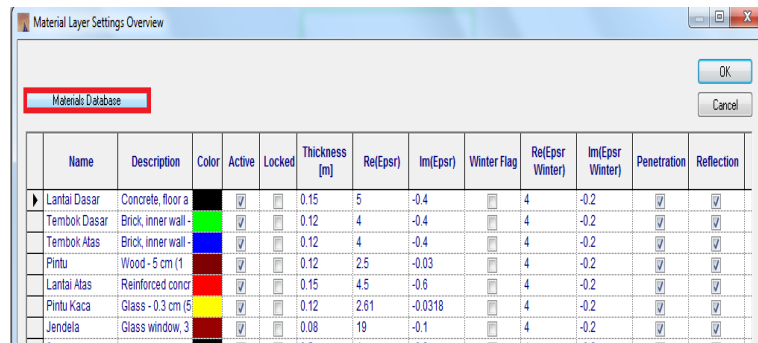 Material Layer Settings Overview
OK
Materials Database
Cancel
Name Description Color Active Locked Thickness [m] Re(Epsr) Im(Epsr) Winter Flag Re(Epsr Winter) Im(Epsr Winter) Penetration Reflection
Lantai Dasar Concrete, floor a 0.15 5 -0.4 4 -0.2
Tembok Dasar Brick, inner wall - 0.12 4 -0.4 4 -0.2
Tembok Atas Brick, inner wall - 0.12 4 -0.4 4 -0.2
Pintu Wood - 5 cm (1 0.12 2.5 -0.03 4 -0.2
Lantai Atas Reinforced concr 0.15 4.5 -0.6 4 -0.2
Pintu Kaca Glass - 0.3 cm (5 0.12 2.61 -0.0318 4 -0.2
Jendela Glass window, 3 0.08 19 -0.1 4 -0.2